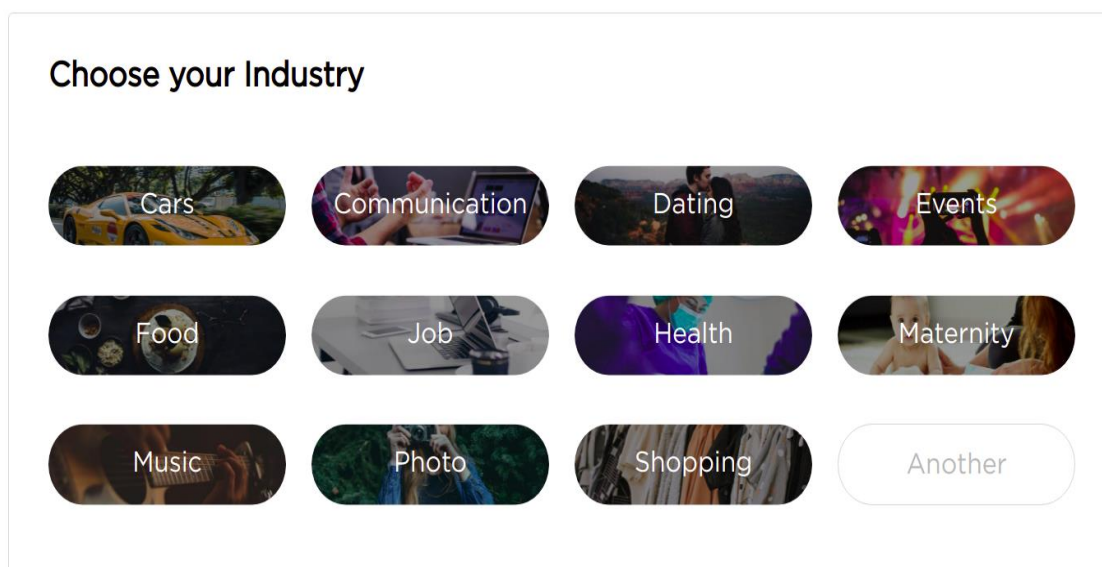 Choose your Industry
Cars
Communication
Dating
Events
Food
Job
Health
Maternity
Music
Photo
Shopping
Another